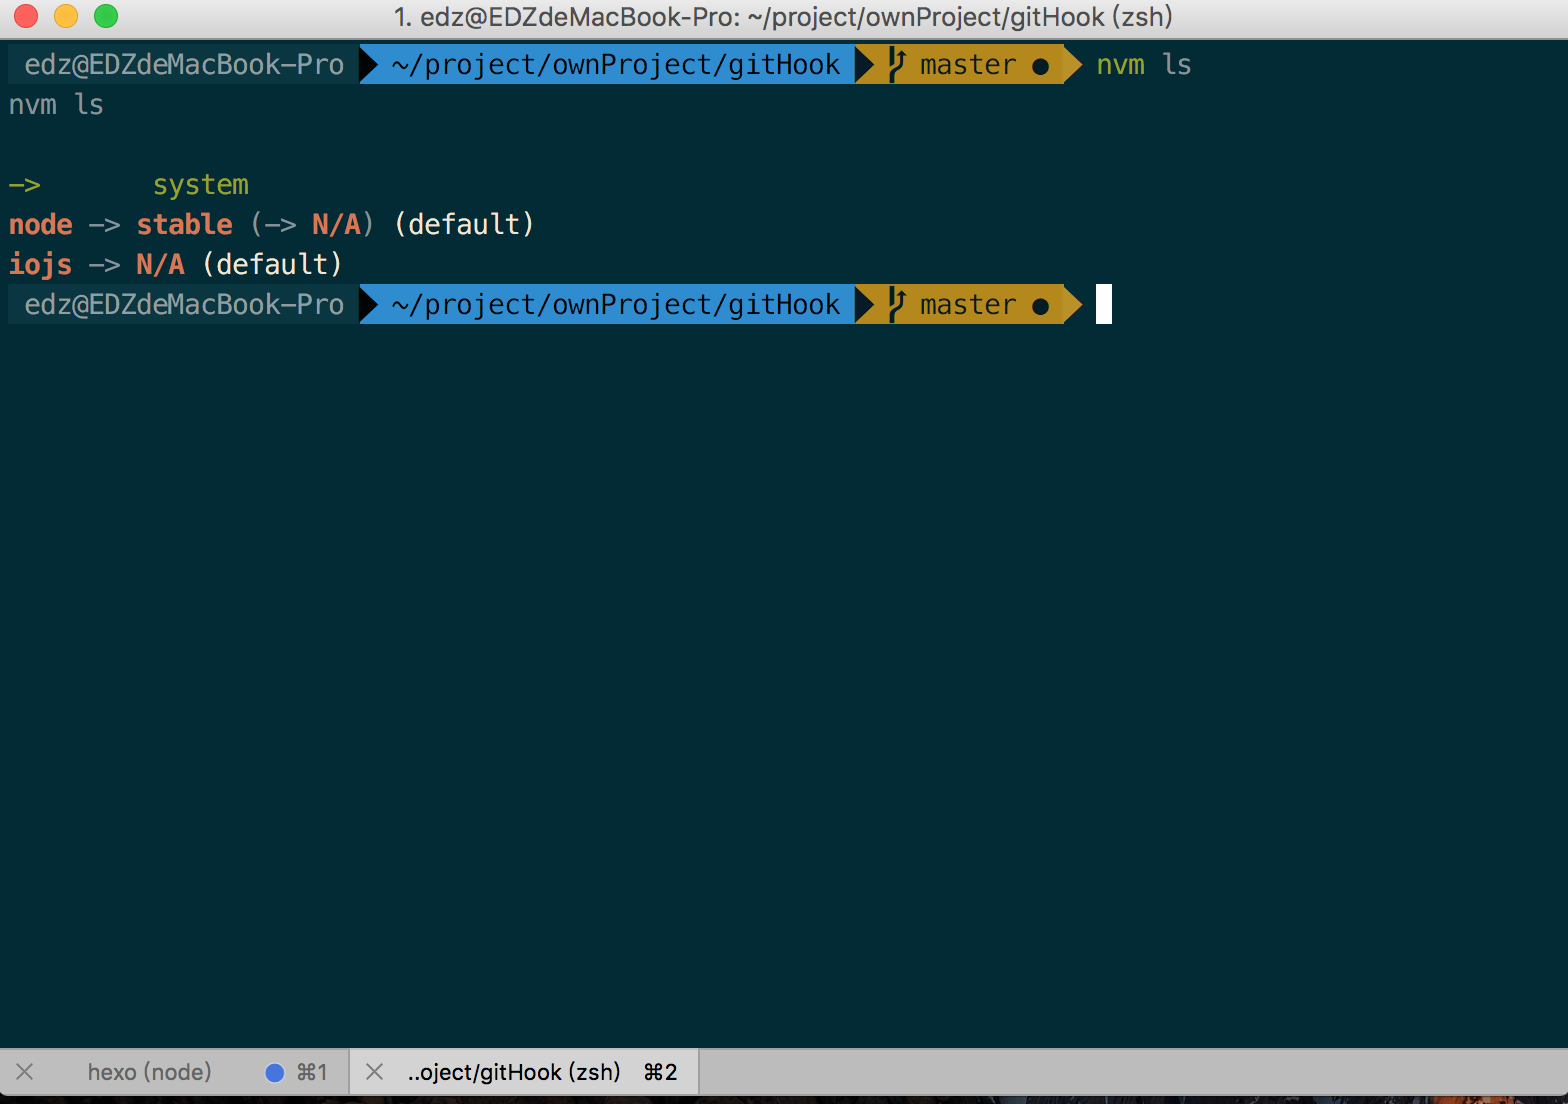 1. edz@EDZdeMacBook-Pro: ~/project/ownProject/gitHook (zsh)
edz@EDZdeMacBook-Pro ~/project/ownProject/gitHook master ● nvm ls
nvm ls
-> system
node -> stable (-> N/A) (default)
iojs -> N/A (default)
edz@EDZdeMacBook-Pro ~/project/ownProject/gitHook master ●
hexo (node) ⌘1 ..oject/gitHook (zsh) ⌘2